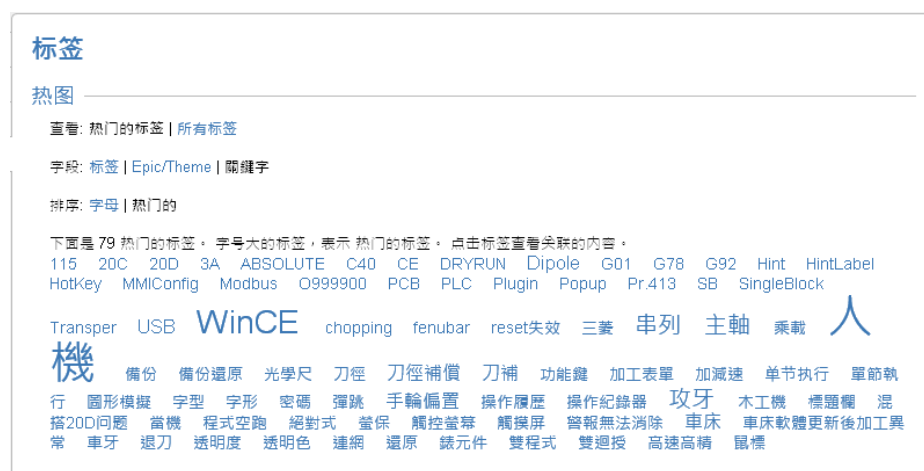 标签
热图
查看: 热门的标签 | 所有标签
字段: 标签 | Epic/Theme | 關鍵字
排序: 字母 | 热门的
下面是 79 热门的标签。 字号大的标签，表示 热门的标签。 点击标签查看关联的内容。
115 20C 20D 3A ABSOLUTE C40 CE DRYRUN Dipole G01 G78 G92 Hint HintLabel
HotKey MMIConfig Modbus O999900 PCB PLC Plugin Popup Pr.413 SB SingleBlock
Transper USB WinCE chopping fenubar reset失效 三菱 串列 主軸 乘載 人
機 備份 備份還原 光學尺 刀徑 刀徑補償 刀補 功能鍵 加工表單 加減速 单节执行 單節執
行 圖形模擬 字型 字形 密碼 彈跳 手輪偏置 操作履歷 操作紀錄器 攻牙 木工機 標題欄 混
搭20D问题 當機 程式空跑 絕對式 螢保 觸控螢幕 觸摸屏 警報無法消除 車床 車床軟體更新後加工異
常 車牙 退刀 透明度 透明色 連網 還原 錶元件 雙程式 雙迴授 高速高精 鼠標